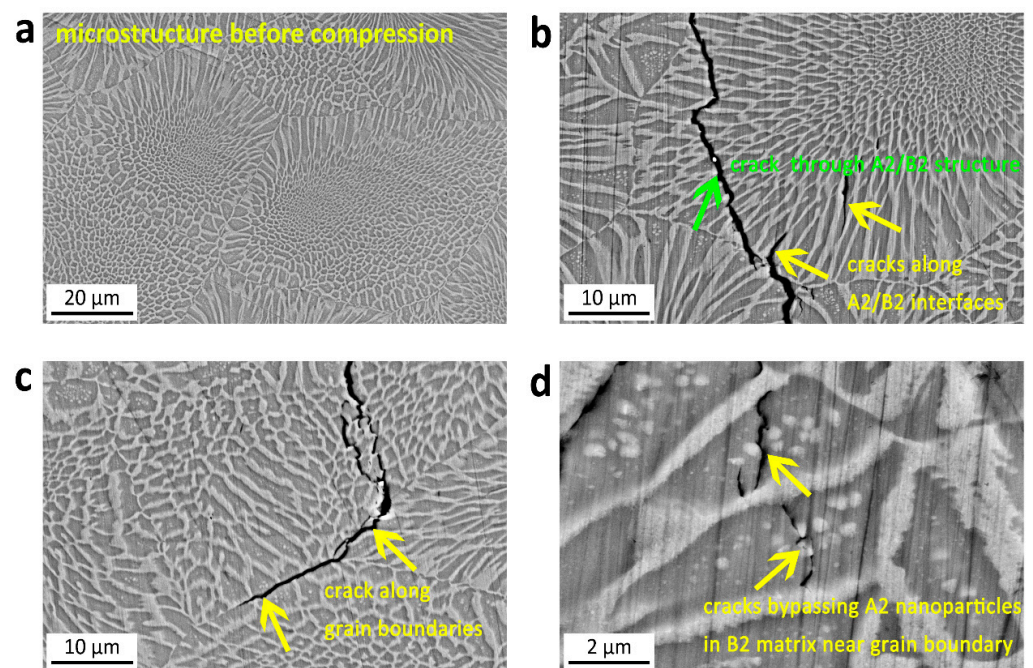 a
microstructure before compression
20 µm
b
crack through A2/B2 structure
cracks along
A2/B2 interfaces
10 µm
c
crack along
grain boundaries
10 µm
d
cracks bypassing A2 nanoparticles
in B2 matrix near grain boundary
2 µm